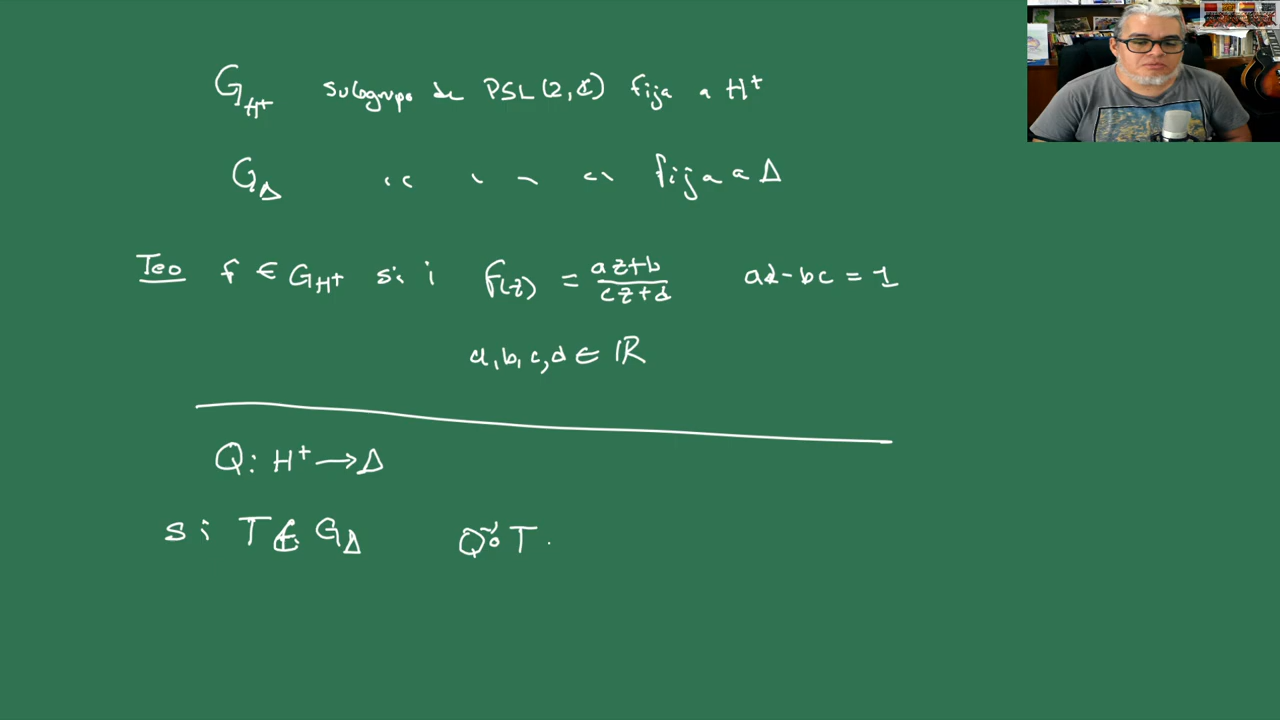 G_{H^+} subgrupo de PSL(2,ℂ) fija a H^+
G_Δ " " " " fija a Δ
Teo f ∈ G_{H^+} si i f(z) = \frac{az+b}{cz+d} ad-bc = 1
a, b, c, d ∈ ℝ
Q: H^+ → Δ
si T ∈ G_Δ Q^{-1} ∘ T